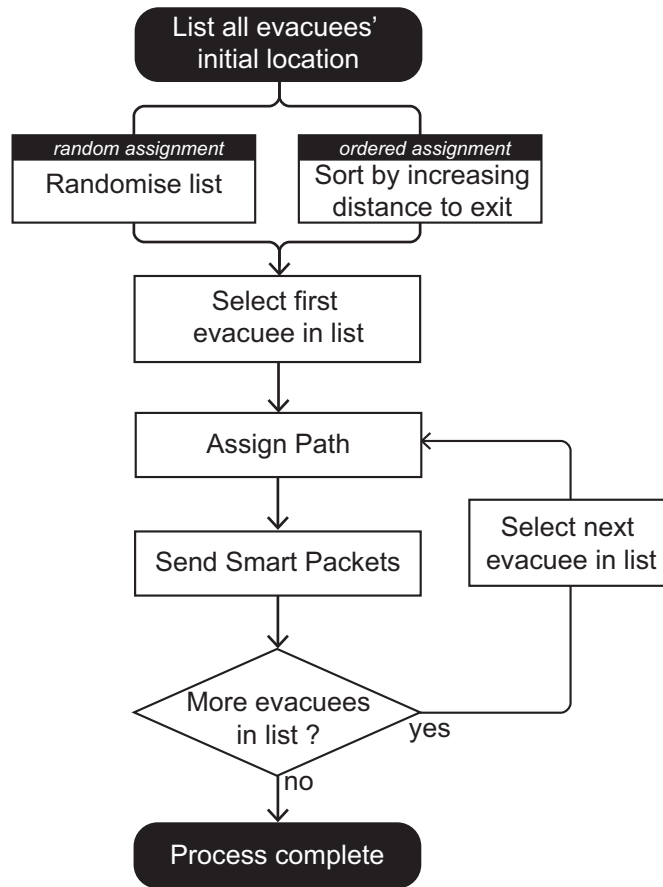 List all evacuees'
initial location
random assignment
Randomise list
ordered assignment
Sort by increasing
distance to exit
Select first
evacuee in list
Assign Path
Select next
evacuee in list
Send Smart Packets
More evacuees
in list ?
yes
no
Process complete